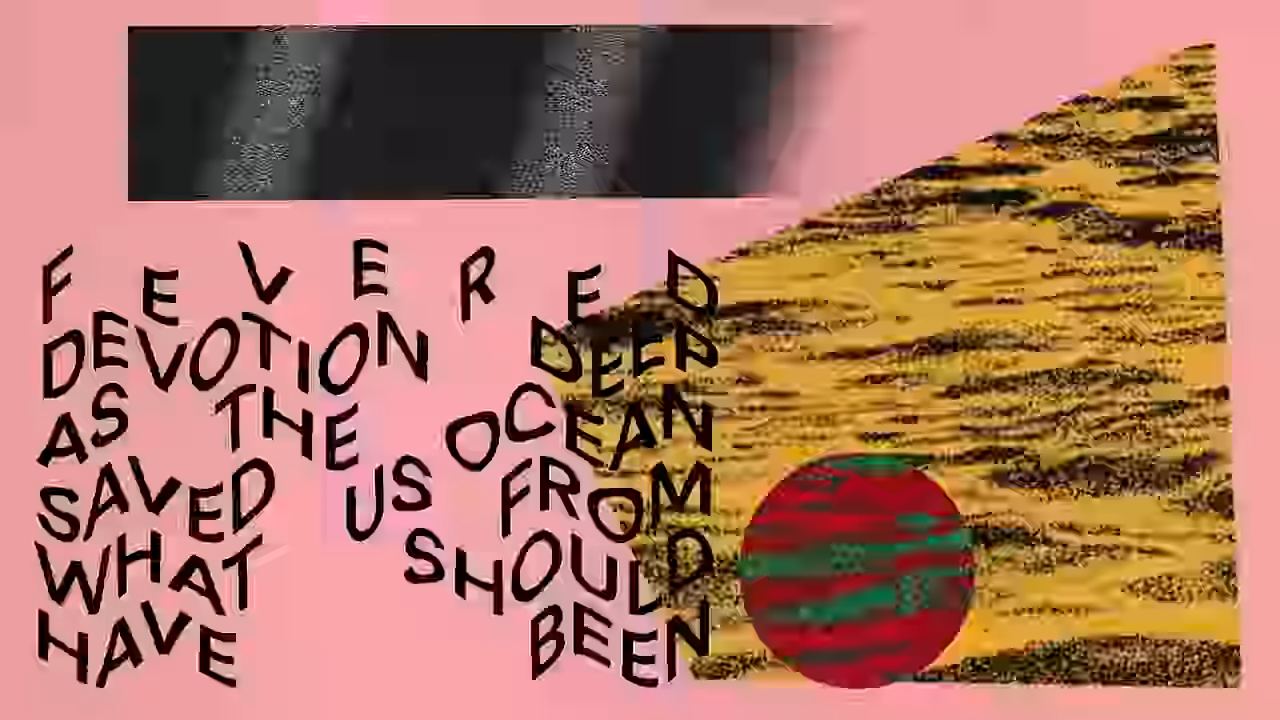 FEVERED
DEVOTION DEEP
AS THE OCEAN
SAVED US FROM
WHAT SHOULD
HAVE BEEN